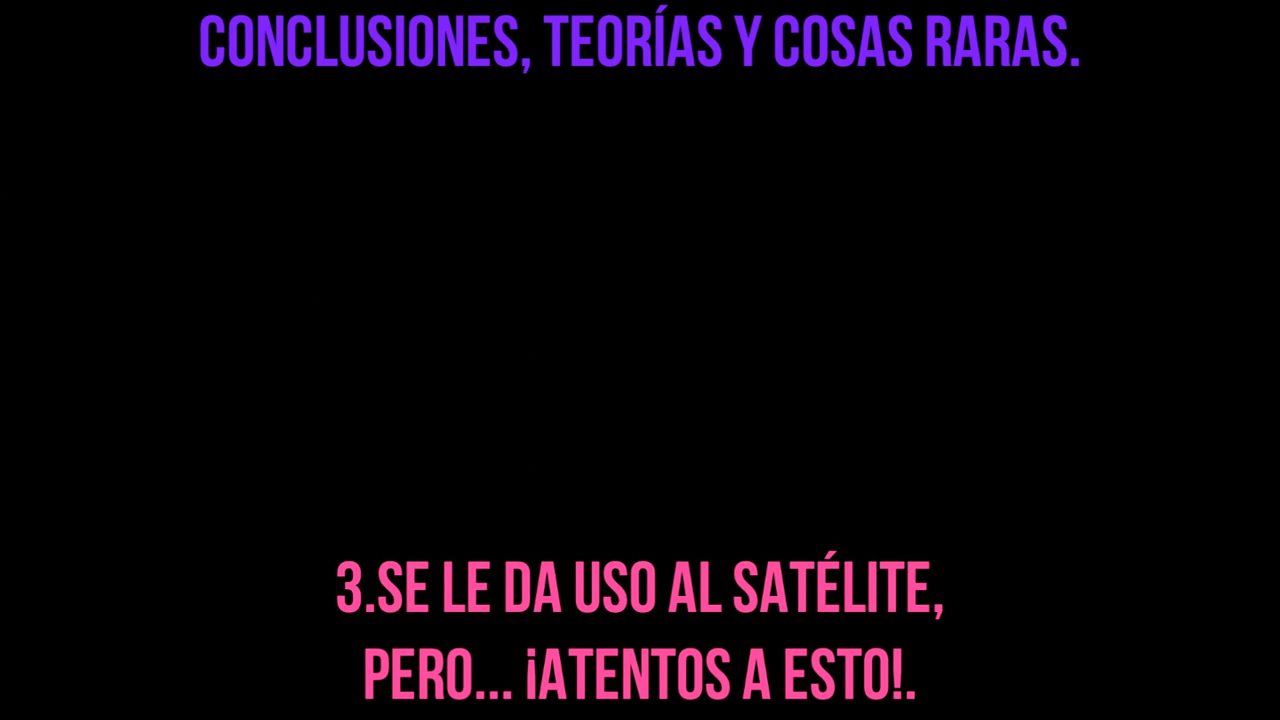 CONCLUSIONES, TEORÍAS Y COSAS RARAS.
3.SE LE DA USO AL SATÉLITE,
PERO... ¡ATENTOS A ESTO!.